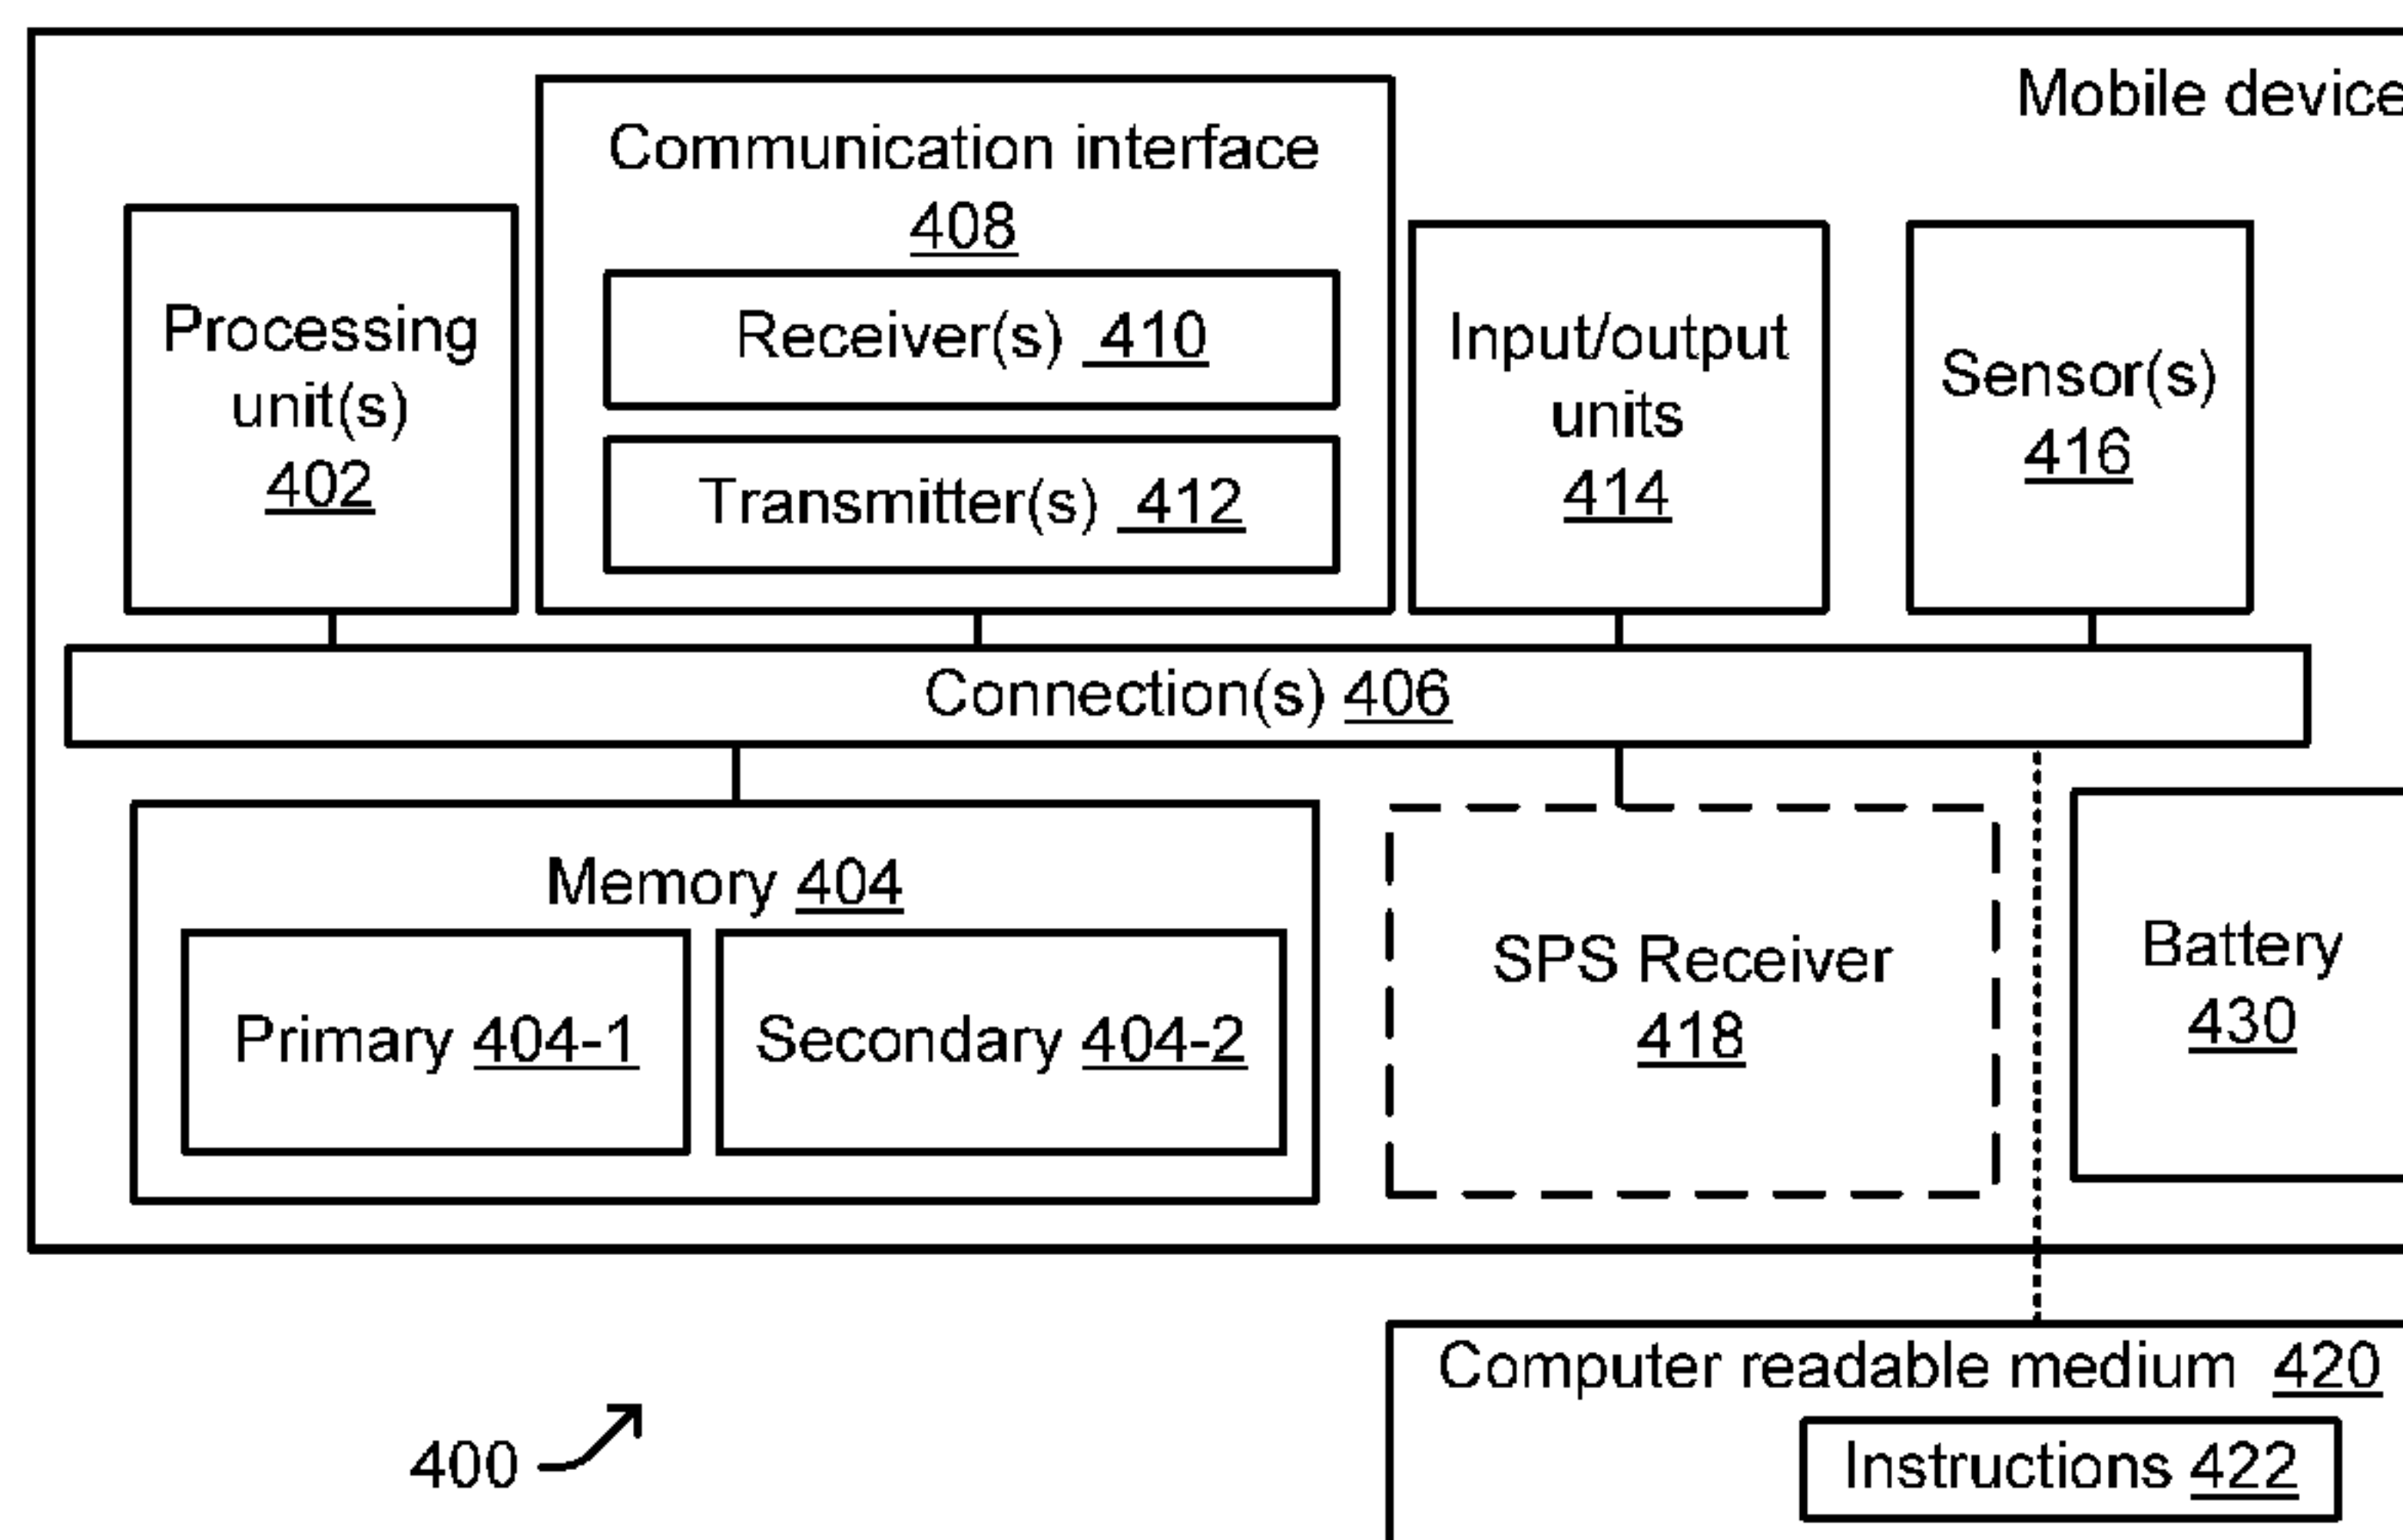 Mobile device
Communication interface
408
Processing
unit(s)
402
Receiver(s) 410
Transmitter(s) 412
Input/output
units
414
Sensor(s)
416
Connection(s) 406
Memory 404
Primary 404-1
Secondary 404-2
SPS Receiver
418
Battery
430
Computer readable medium 420
Instructions 422
400